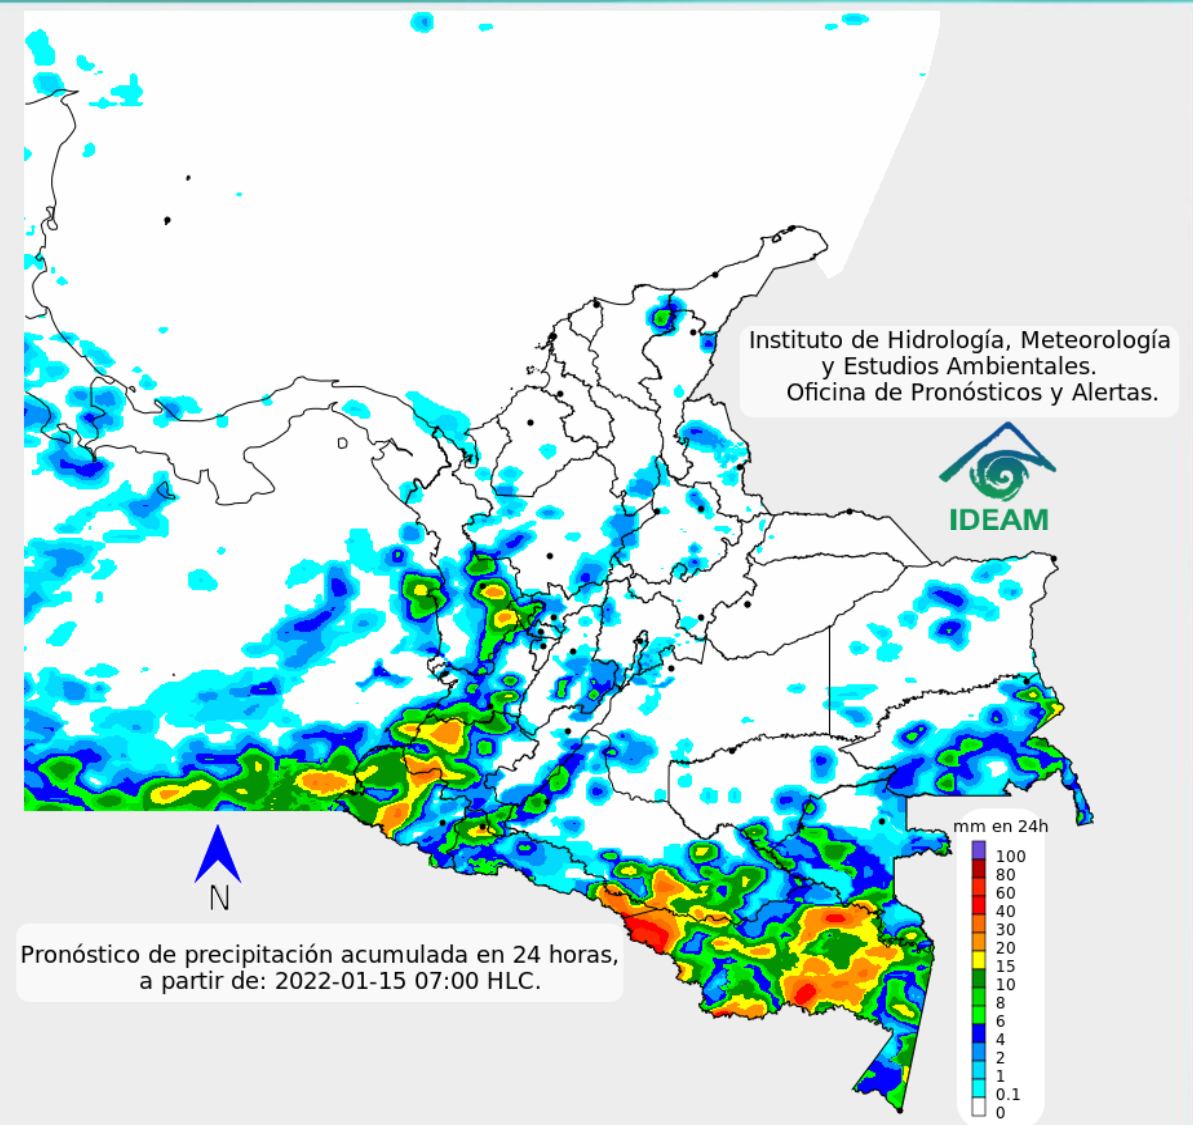 Instituto de Hidrología, Meteorología
y Estudios Ambientales.
Oficina de Pronósticos y Alertas.
IDEAM
N
Pronóstico de precipitación acumulada en 24 horas,
a partir de: 2022-01-15 07:00 HLC.
mm en 24h
100
80
60
40
30
20
15
10
8
6
4
2
1
0.1
0